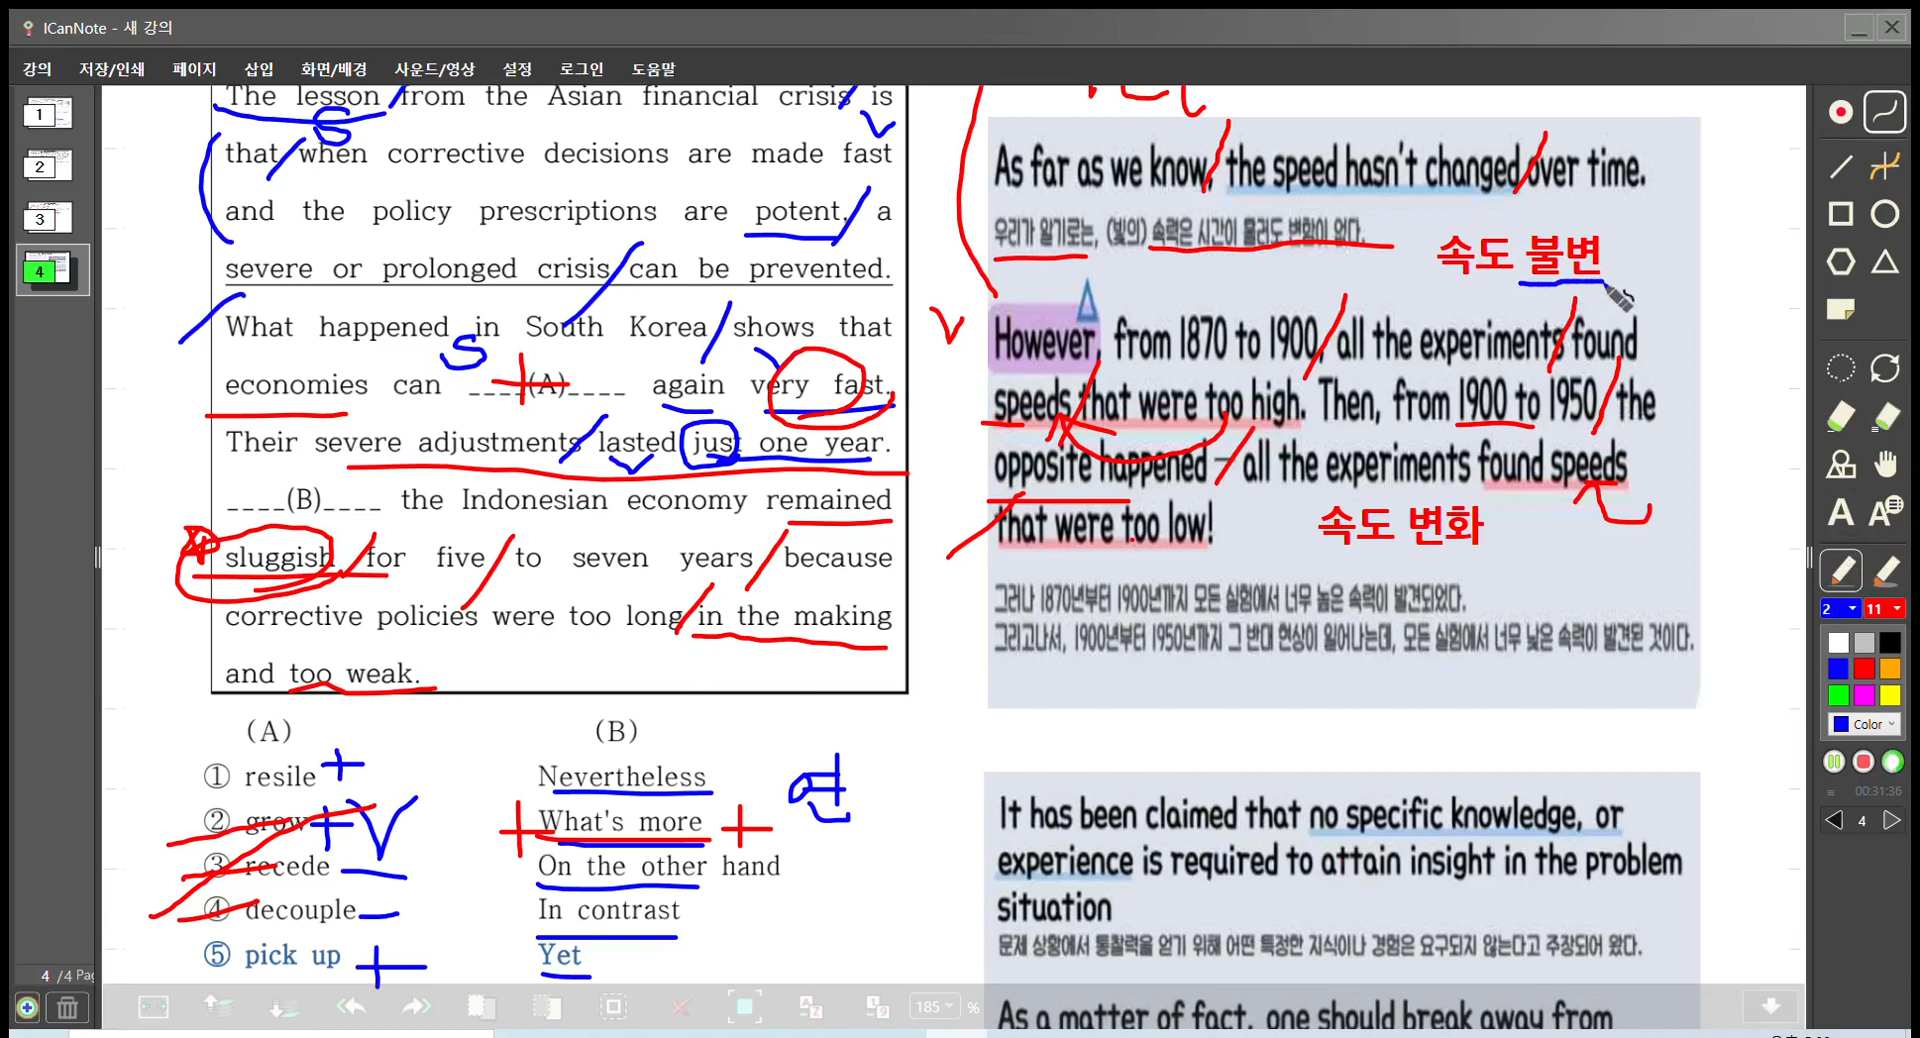 ICanNote - 새 강의
강의 저장/인쇄 페이지 삽입 화면/배경 사운드/영상 설정 로그인 도움말
1
2
3
4
The lesson from the Asian financial crisis is
that when corrective decisions are made fast
and the policy prescriptions are potent, a
severe or prolonged crisis can be prevented.
What happened in South Korea shows that
economies can ____(A)____ again very fast.
Their severe adjustments lasted just one year.
____(B)____ the Indonesian economy remained
sluggish for five to seven years because
corrective policies were too long in the making
and too weak.
(A) (B)
① resile Nevertheless
② grow What's more
③ recede On the other hand
④ decouple In contrast
⑤ pick up Yet
S
S
연
As far as we know, the speed hasn't changed over time.
우리가 알기로는, (빛의) 속력은 시간이 흘러도 변함이 없다.
속도 불변
However, from 1870 to 1900, all the experiments found
speeds that were too high. Then, from 1900 to 1950, the
opposite happened — all the experiments found speeds
that were too low!
속도 변화
그러나 1870년부터 1900년까지 모든 실험에서 너무 높은 속력이 발견되었다.
그리고나서, 1900년부터 1950년까지 그 반대 현상이 일어나는데, 모든 실험에서 너무 낮은 속력이 발견된 것이다.
It has been claimed that no specific knowledge, or
experience is required to attain insight in the problem
situation
문제 상황에서 통찰력을 얻기 위해 어떤 특정한 지식이나 경험은 요구되지 않는다고 주장되어 왔다.
As a matter of fact, one should break away from
2 11
Color
00:31:36
4
4 /4 Pag
185 %